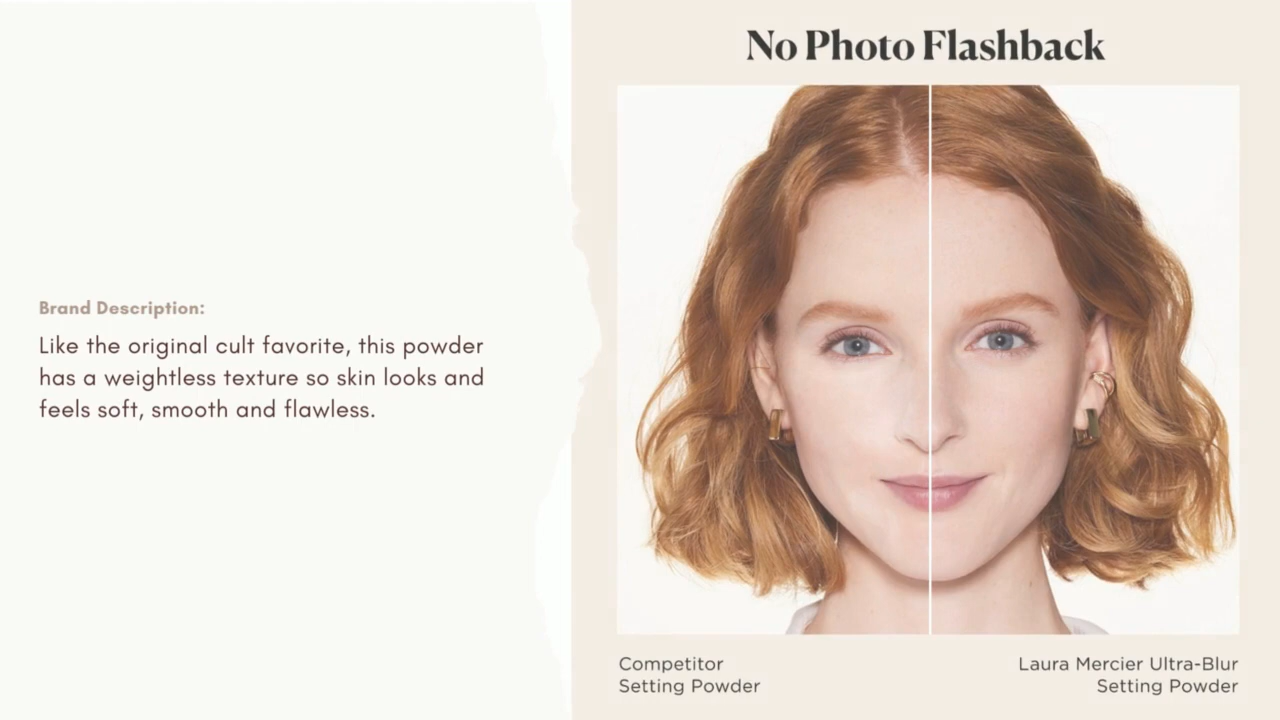 Brand Description:
Like the original cult favorite, this powder
has a weightless texture so skin looks and
feels soft, smooth and flawless.
No Photo Flashback
Competitor
Setting Powder
Laura Mercier Ultra-Blur
Setting Powder